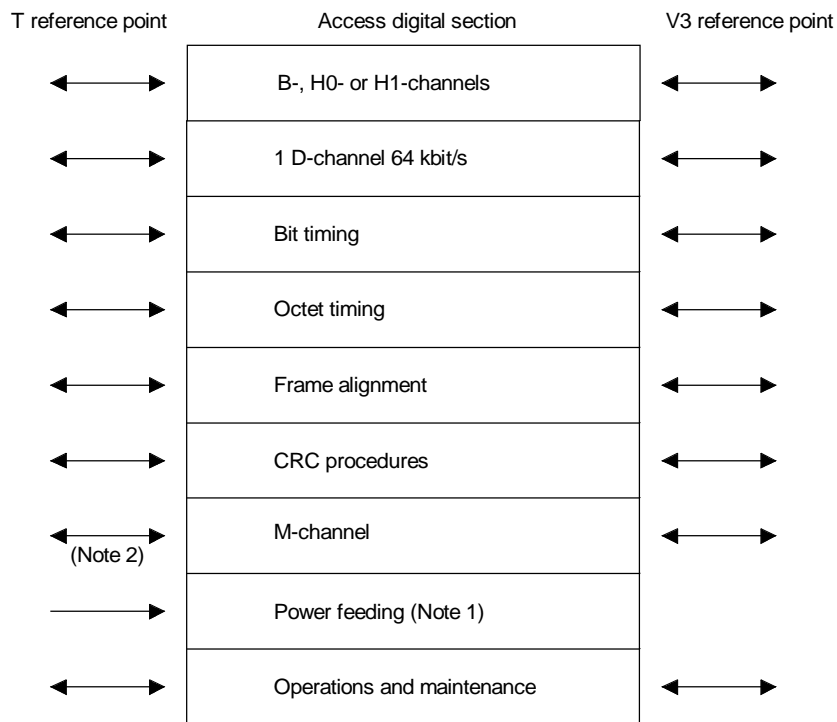 T reference point Access digital section V3 reference point
B-, H0- or H1-channels
1 D-channel 64 kbit/s
Bit timing
Octet timing
Frame alignment
CRC procedures
M-channel
(Note 2)
Power feeding (Note 1)
Operations and maintenance